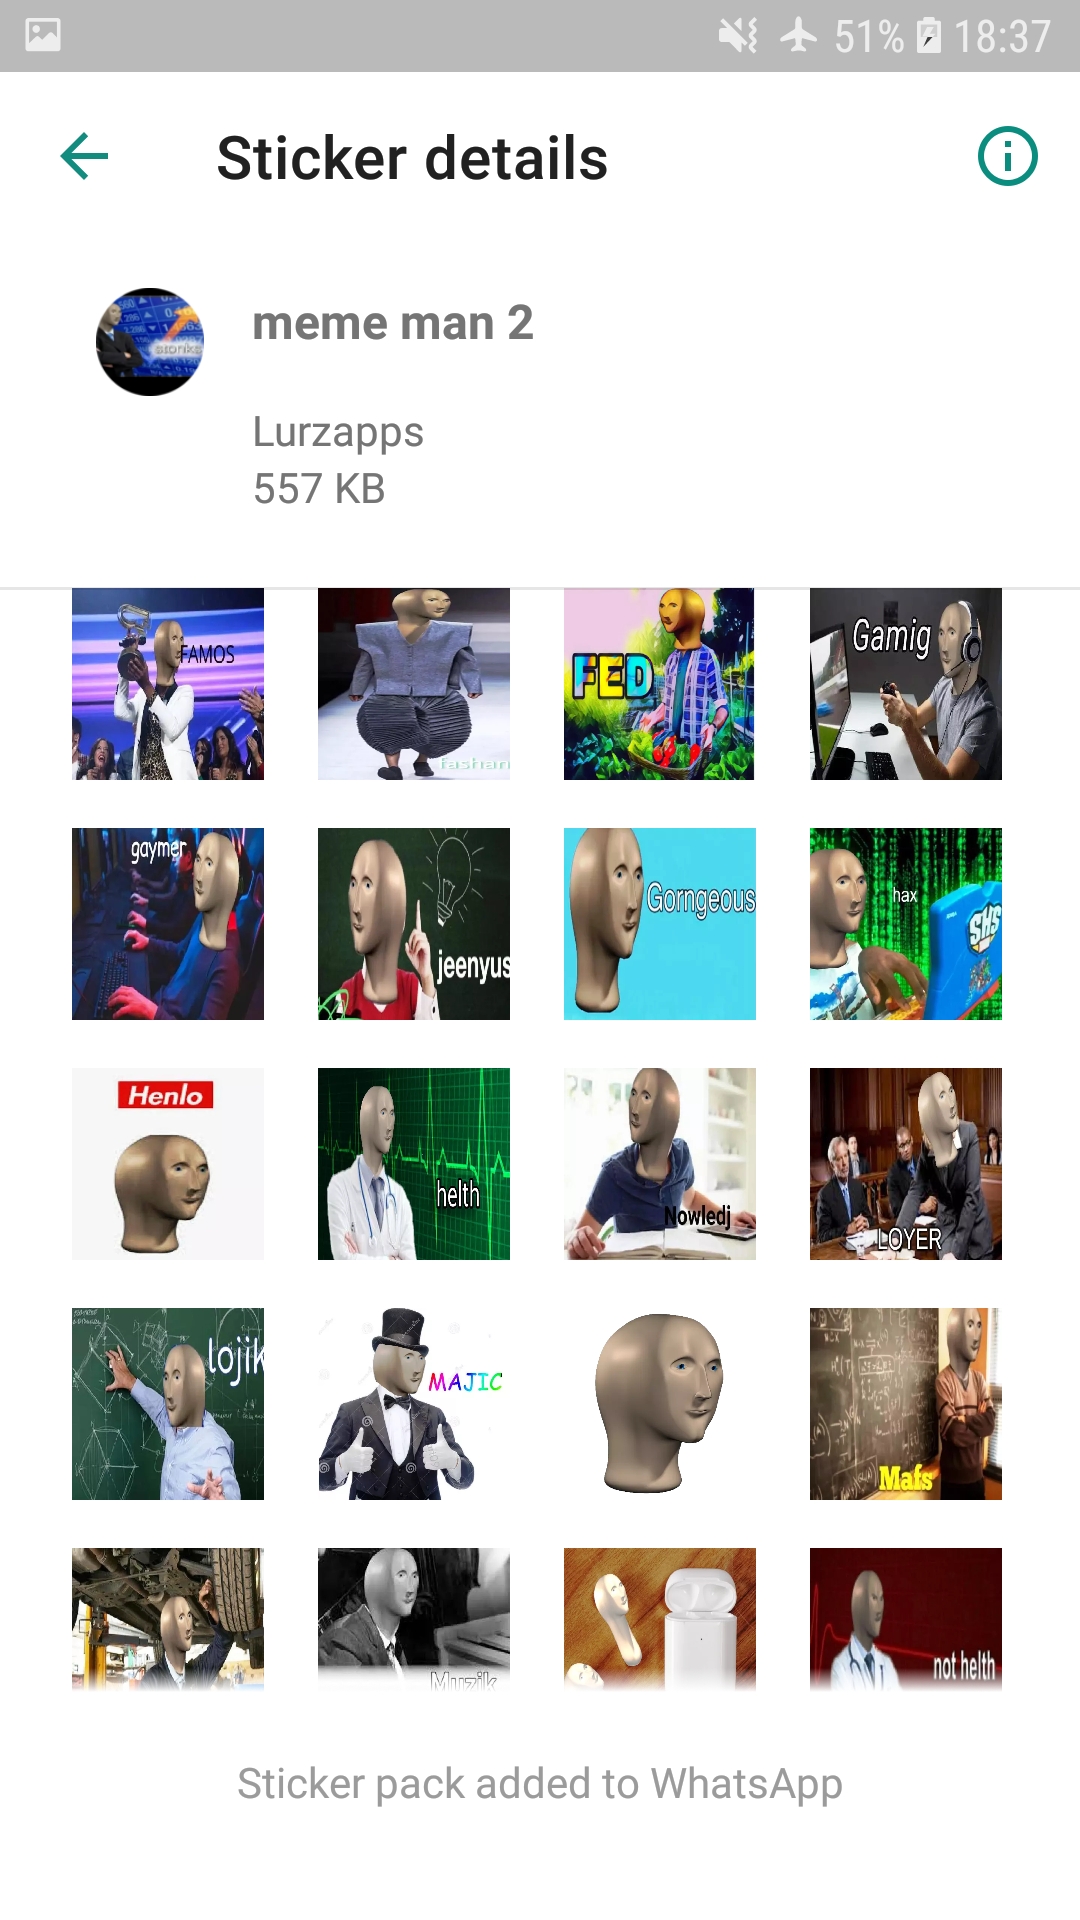 51% 18:37
Sticker details
meme man 2
stonks
Lurzapps
557 KB
FAMOS
fashan
FED
Gamig
gaymer
jeenyus
Gorngeous
hax
SHS
Henlo
helth
Nowledj
LOYER
lojik
MAJIC
Mafs
Muzik
not helth
Sticker pack added to WhatsApp